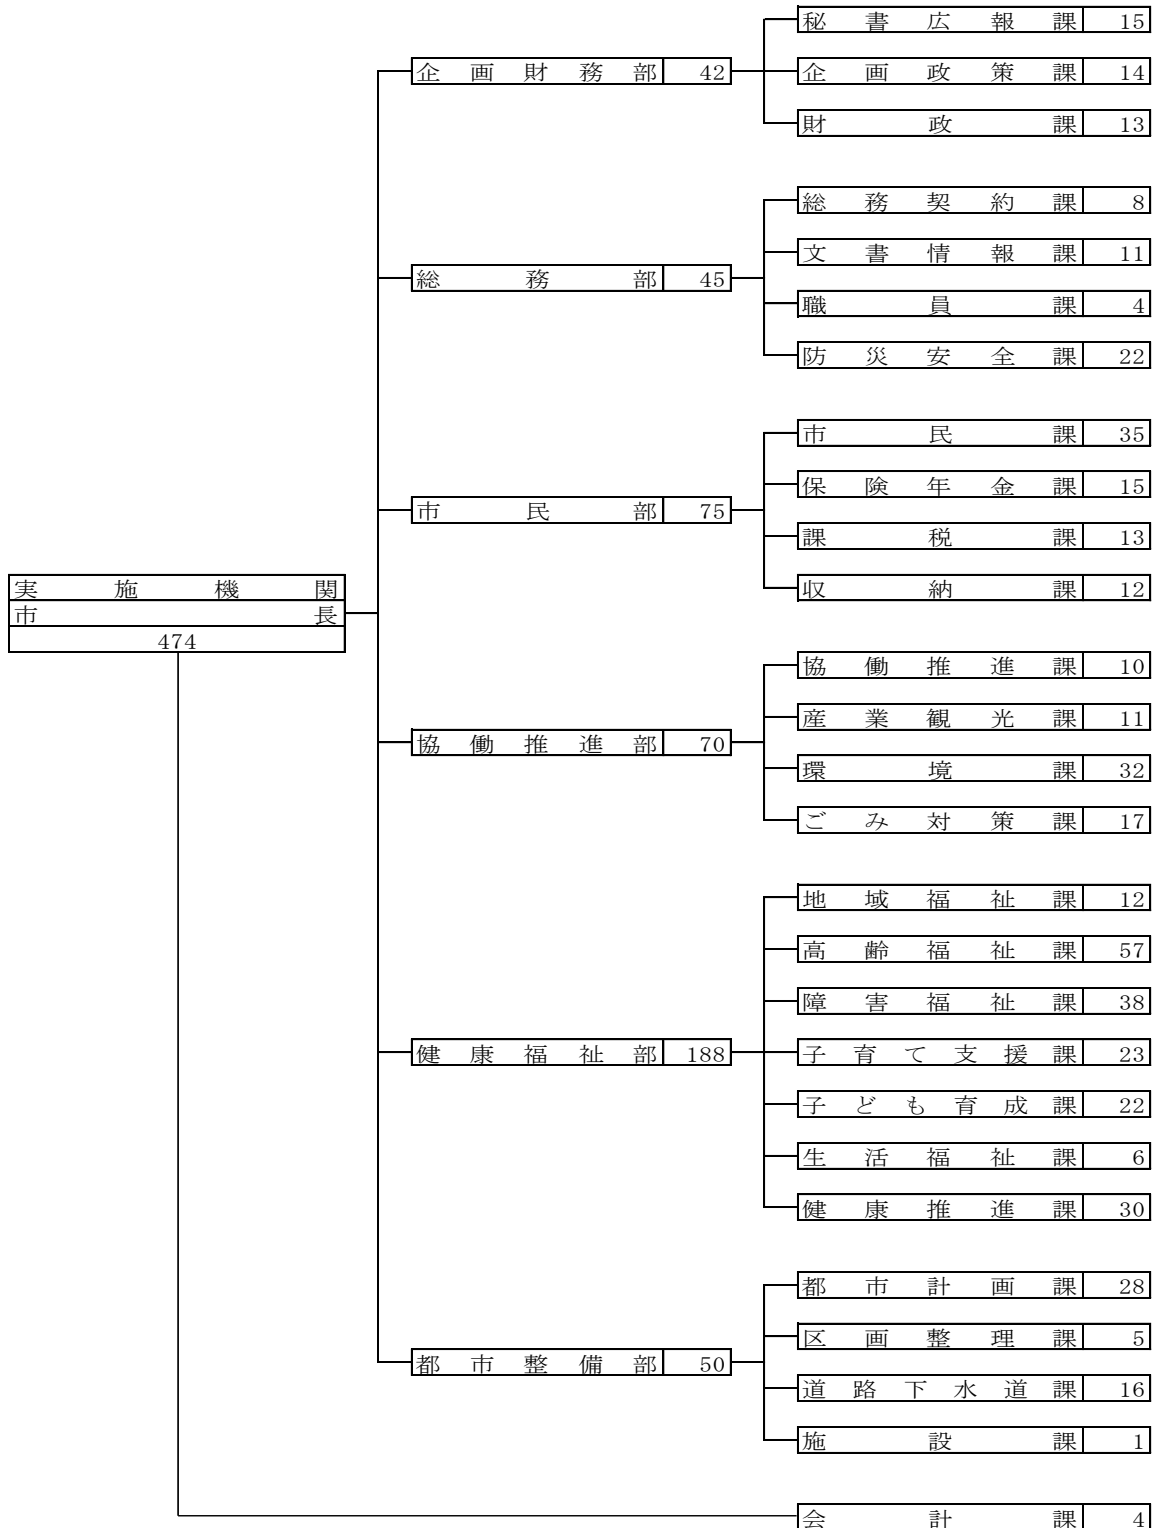 実施機関
市長
474
企画財務部 42
秘書広報課 15
企画政策課 14
財政課 13
総務部 45
総務契約課 8
文書情報課 11
職員課 4
防災安全課 22
市民部 75
市民課 35
保険年金課 15
課税課 13
収納課 12
協働推進部 70
協働推進課 10
産業観光課 11
環境課 32
ごみ対策課 17
健康福祉部 188
地域福祉課 12
高齢福祉課 57
障害福祉課 38
子育て支援課 23
子ども育成課 22
生活福祉課 6
健康推進課 30
都市整備部 50
都市計画課 28
区画整理課 5
道路下水道課 16
施設課 1
会計課 4